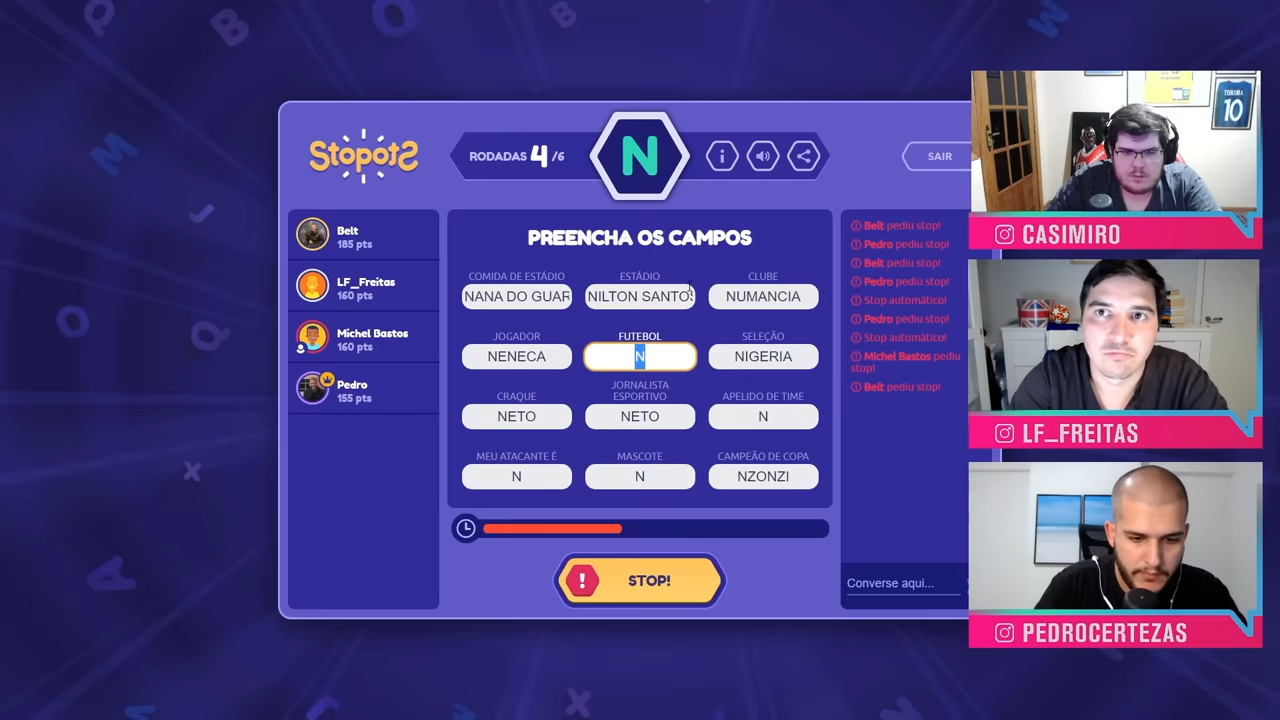 StopotS
RODADAS 4/6
N
SAIR
Belt
185 pts
LF_Freitas
160 pts
Michel Bastos
160 pts
Pedro
155 pts
PREENCHA OS CAMPOS
COMIDA DE ESTÁDIO
NANA DO GUAR
ESTÁDIO
NILTON SANTOS
CLUBE
NUMANCIA
JOGADOR
NENECA
FUTEBOL
N
SELEÇÃO
NIGERIA
CRAQUE
NETO
JORNALISTA
ESPORTIVO
NETO
APELIDO DE TIME
N
MEU ATACANTE É
N
MASCOTE
N
CAMPEÃO DE COPA
NZONZI
STOP!
Belt pediu stop!
Pedro pediu stop!
Belt pediu stop!
Pedro pediu stop!
Stop automático!
Pedro pediu stop!
Stop automático!
Michel Bastos pediu
stop!
Belt pediu stop!
Converse aqui...
TEIXEIRA
10
CASIMIRO
LF_FREITAS
PEDROCERTEZAS